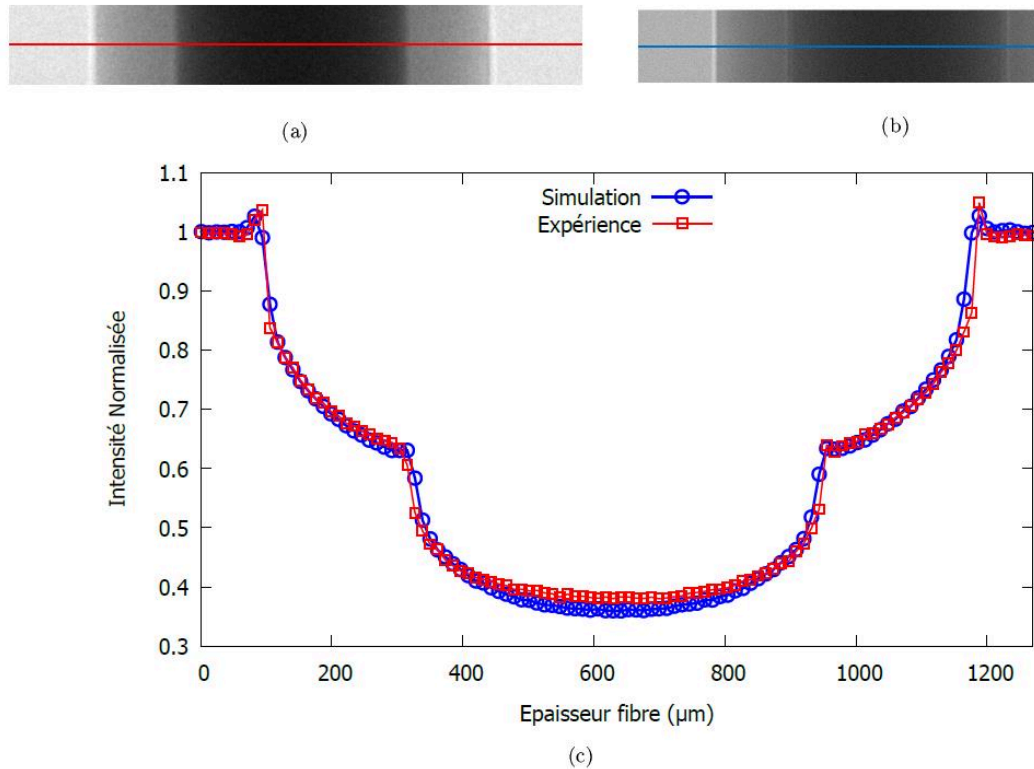 (a)
(b)
1.1
1
0.9
0.8
0.7
0.6
0.5
0.4
0.3
Intensité Normalisée
Simulation
Expérience
0 200 400 600 800 1000 1200
Epaisseur fibre (µm)
(c)